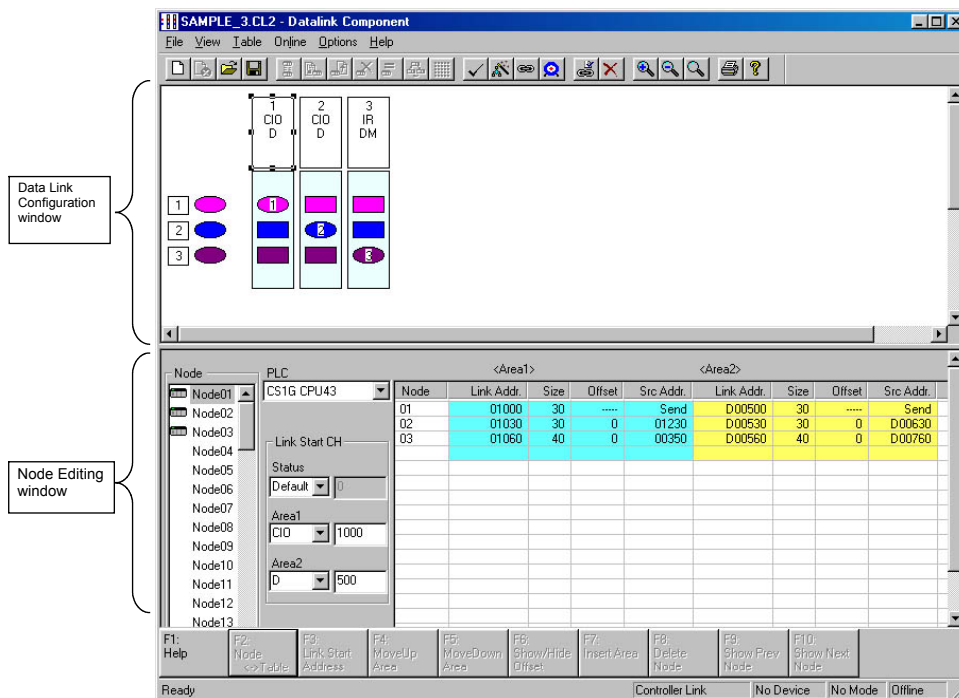 SAMPLE_3.CL2 - Datalink Component
File View Table Online Options Help
1 2 3
CIO CIO IR
D D DM
Data Link
Configuration
window
1 1
2 2
3 3
Node Editing
window
Node
Node01
Node02
Node03
Node04
Node05
Node06
Node07
Node08
Node09
Node10
Node11
Node12
Node13
PLC
CS1G CPU43
Link Start CH
Status
Default 0
Area1
CIO 1000
Area2
D 500
<Area1> <Area2>
Node Link Addr. Size Offset Src Addr. Link Addr. Size Offset Src Addr.
01 01000 30 ----- Send D00500 30 ----- Send
02 01030 30 0 01230 D00530 30 0 D00630
03 01060 40 0 00350 D00560 40 0 D00760
F1:
Help
F2:
Node
<->Table
F3:
Link Start
Address
F4:
MoveUp
Area
F5:
MoveDown
Area
F6:
Show/Hide
Offset
F7:
Insert Area
F8:
Delete
Node
F9:
Show Prev
Node
F10:
Show Next
Node
Ready Controller Link No Device No Mode Offline